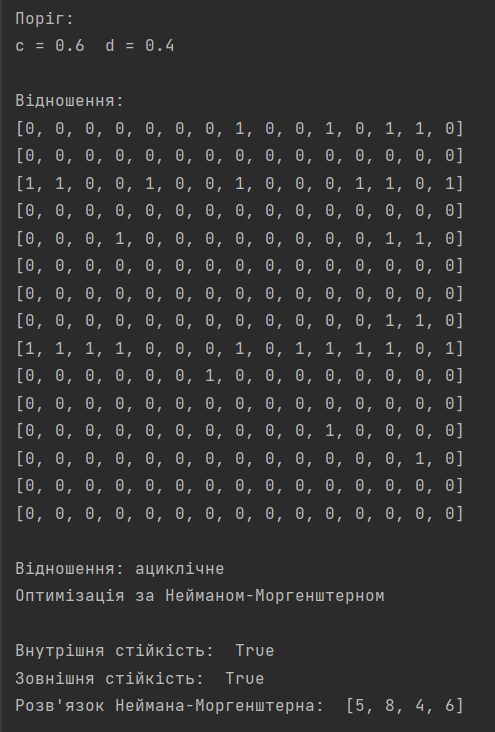 Поріг:
c = 0.6  d = 0.4
Відношення:
[0, 0, 0, 0, 0, 0, 0, 1, 0, 0, 1, 0, 1, 1, 0]
[0, 0, 0, 0, 0, 0, 0, 0, 0, 0, 0, 0, 0, 0, 0]
[1, 1, 0, 0, 1, 0, 0, 1, 0, 0, 0, 1, 1, 0, 1]
[0, 0, 0, 0, 0, 0, 0, 0, 0, 0, 0, 0, 0, 0, 0]
[0, 0, 0, 1, 0, 0, 0, 0, 0, 0, 0, 0, 1, 1, 0]
[0, 0, 0, 0, 0, 0, 0, 0, 0, 0, 0, 0, 0, 0, 0]
[0, 0, 0, 0, 0, 0, 0, 0, 0, 0, 0, 0, 0, 0, 0]
[0, 0, 0, 0, 0, 0, 0, 0, 0, 0, 0, 0, 1, 1, 0]
[1, 1, 1, 1, 0, 0, 0, 1, 0, 1, 1, 1, 1, 0, 1]
[0, 0, 0, 0, 0, 0, 1, 0, 0, 0, 0, 0, 0, 0, 0]
[0, 0, 0, 0, 0, 0, 0, 0, 0, 0, 0, 0, 0, 0, 0]
[0, 0, 0, 0, 0, 0, 0, 0, 0, 0, 1, 0, 0, 0, 0]
[0, 0, 0, 0, 0, 0, 0, 0, 0, 0, 0, 0, 0, 1, 0]
[0, 0, 0, 0, 0, 0, 0, 0, 0, 0, 0, 0, 0, 0, 0]
[0, 0, 0, 0, 0, 0, 0, 0, 0, 0, 0, 0, 0, 0, 0]
Відношення: ациклічне
Оптимізація за Нейманом-Моргенштерном
Внутрішня стійкість:  True
Зовнішня стійкість:  True
Розв'язок Неймана-Моргенштерна:  [5, 8, 4, 6]